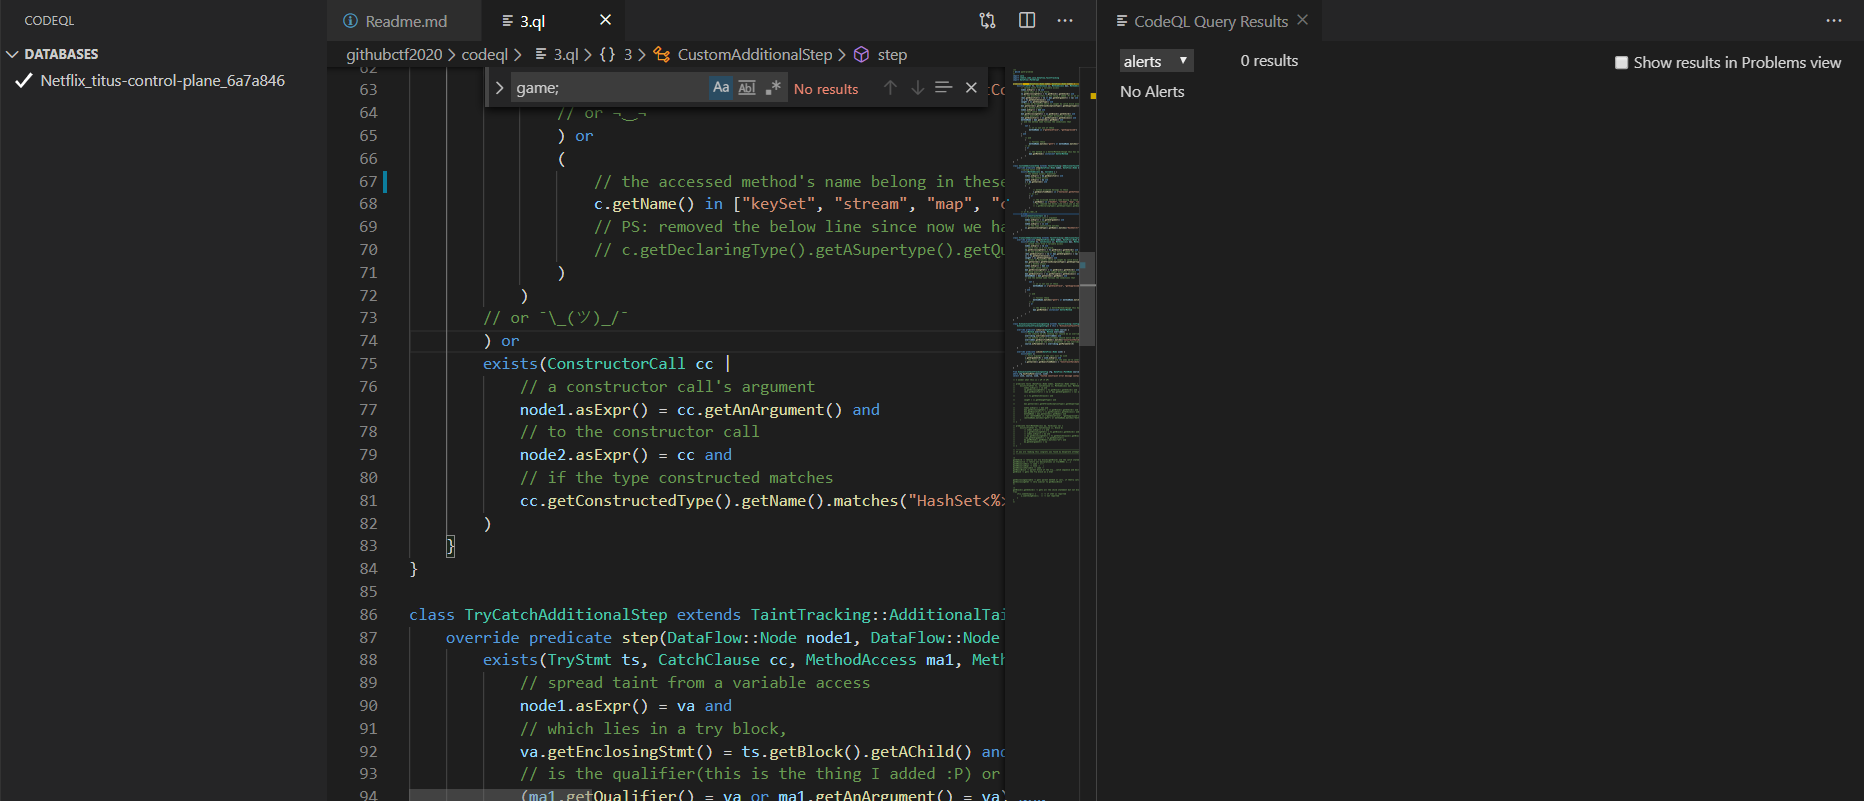 CODEQL
DATABASES
Netflix_titus-control-plane_6a7a846
Readme.md
3.ql
githubctf2020 > codeql > 3.ql > {} 3 > CustomAdditionalStep > step
game;
Aa Abl .*
No results
62
63
64 // or ¬_¬
65 ) or
66 (
67 // the accessed method's name belong in these
68 c.getName() in ["keySet", "stream", "map", "c
69 // PS: removed the below line since now we ha
70 // c.getDeclaringType().getASupertype().getQu
71 )
72 )
73 // or ¯\_(ツ)_/¯
74 ) or
75 exists(ConstructorCall cc |
76 // a constructor call's argument
77 node1.asExpr() = cc.getAnArgument() and
78 // to the constructor call
79 node2.asExpr() = cc and
80 // if the type constructed matches
81 cc.getConstructedType().getName().matches("HashSet<%>
82 )
83 }
84 }
85
86 class TryCatchAdditionalStep extends TaintTracking::AdditionalTai
87 override predicate step(DataFlow::Node node1, DataFlow::Node
88 exists(TryStmt ts, CatchClause cc, MethodAccess ma1, Meth
89 // spread taint from a variable access
90 node1.asExpr() = va and
91 // which lies in a try block,
92 va.getEnclosingStmt() = ts.getBlock().getAChild() and
93 // is the qualifier(this is the thing I added :P) or
94 (ma1.getQualifier() = va or ma1.getAnArgument() = va)
CodeQL Query Results
alerts
0 results
Show results in Problems view
No Alerts